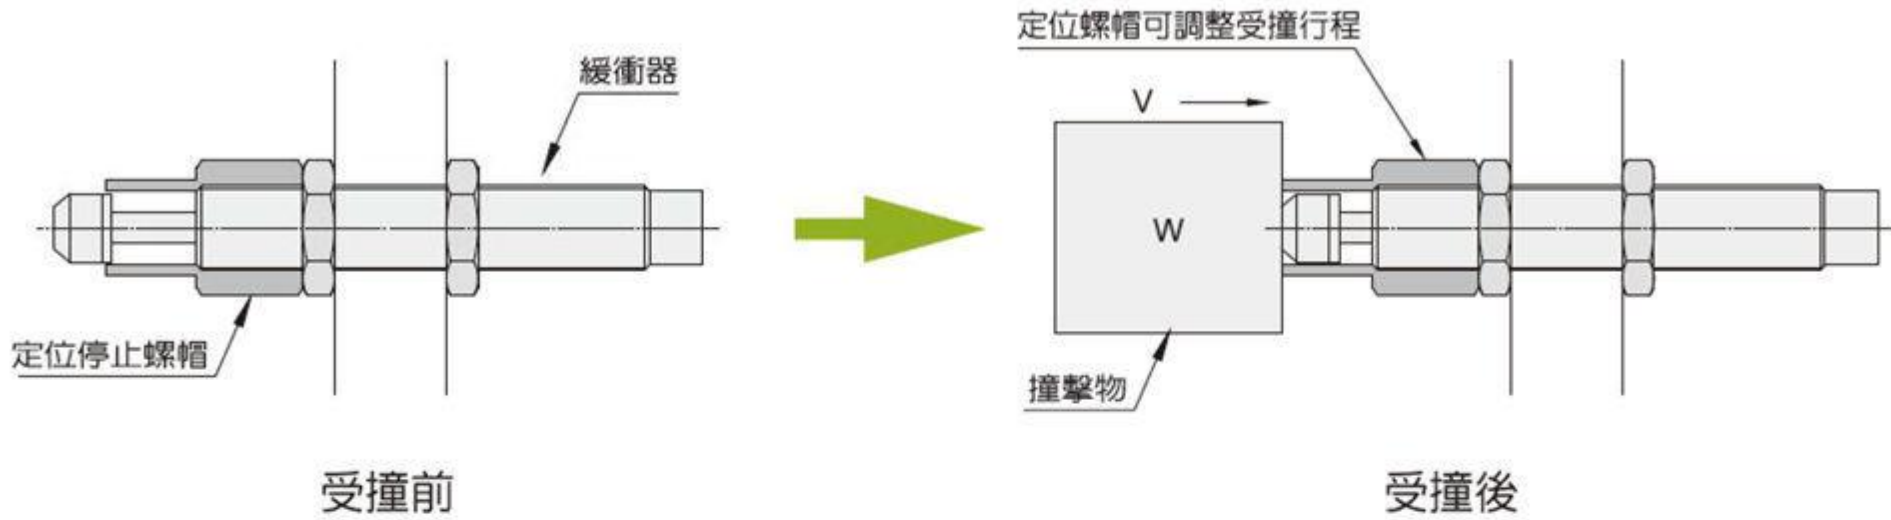 緩衝器
定位停止螺帽
受撞前
定位螺帽可調整受撞行程
V
W
撞擊物
受撞後